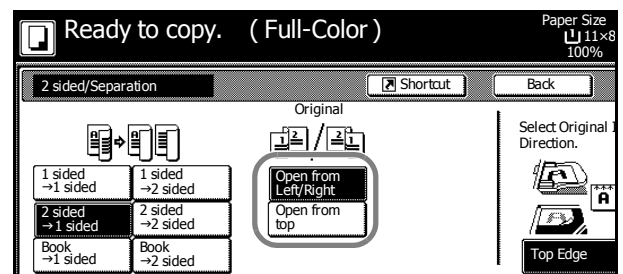 Ready to copy. ( Full-Color )
Paper Size
11×8
100%
2 sided/Separation
Shortcut
Back
Original
Select Original I
Direction.
1 sided
→1 sided
1 sided
→2 sided
2 sided
→1 sided
2 sided
→2 sided
Book
→1 sided
Book
→2 sided
Open from
Left/Right
Open from
top
Top Edge